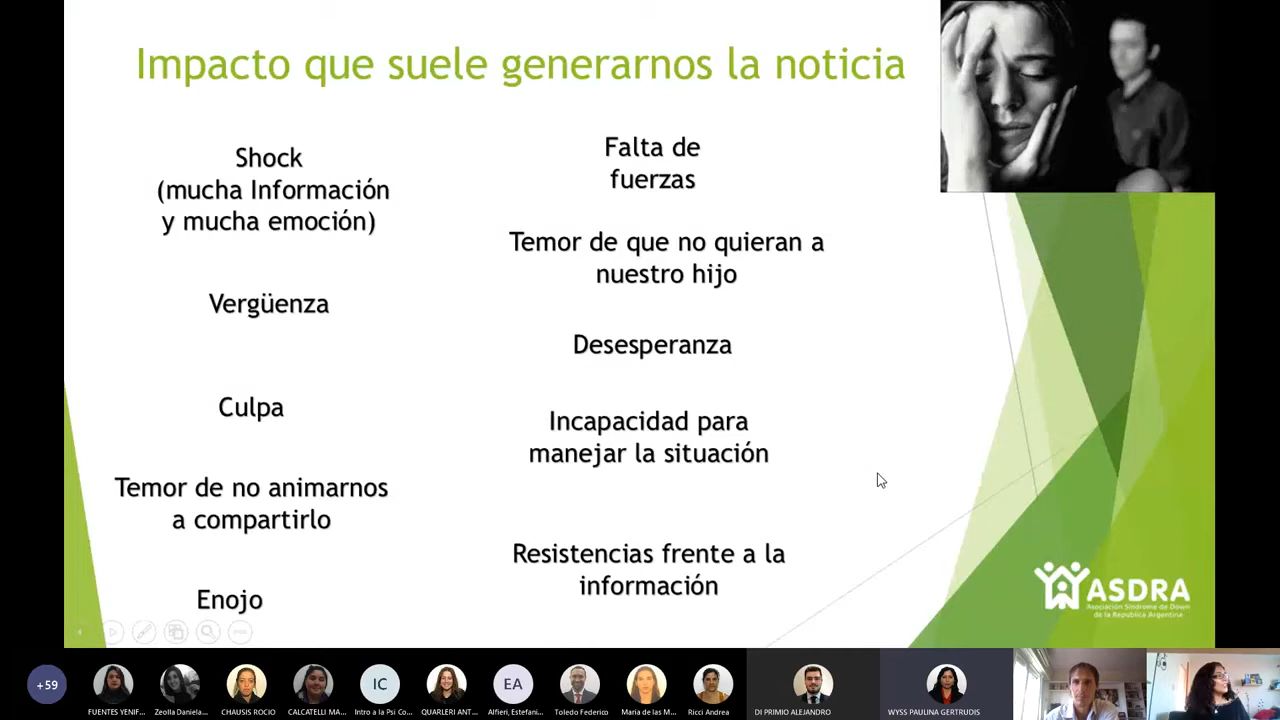 Impacto que suele generarnos la noticia
Shock
(mucha Información
y mucha emoción)
Vergüenza
Culpa
Temor de no animarnos
a compartirlo
Enojo
Falta de
fuerzas
Temor de que no quieran a
nuestro hijo
Desesperanza
Incapacidad para
manejar la situación
Resistencias frente a la
información
ASDRA
Asociación Síndrome de Down
de la República Argentina
+59
FUENTES YENIF...
Zeolla Daniela...
CHAUSIS ROCIO
CALCATELLI MA...
IC
Intro a la Psi Co...
QUARLERI ANT...
EA
Alfieri, Estefani...
Toledo Federico
Maria de las M...
Ricci Andrea
DI PRIMIO ALEJANDRO
WYSS PAULINA GERTRUDIS